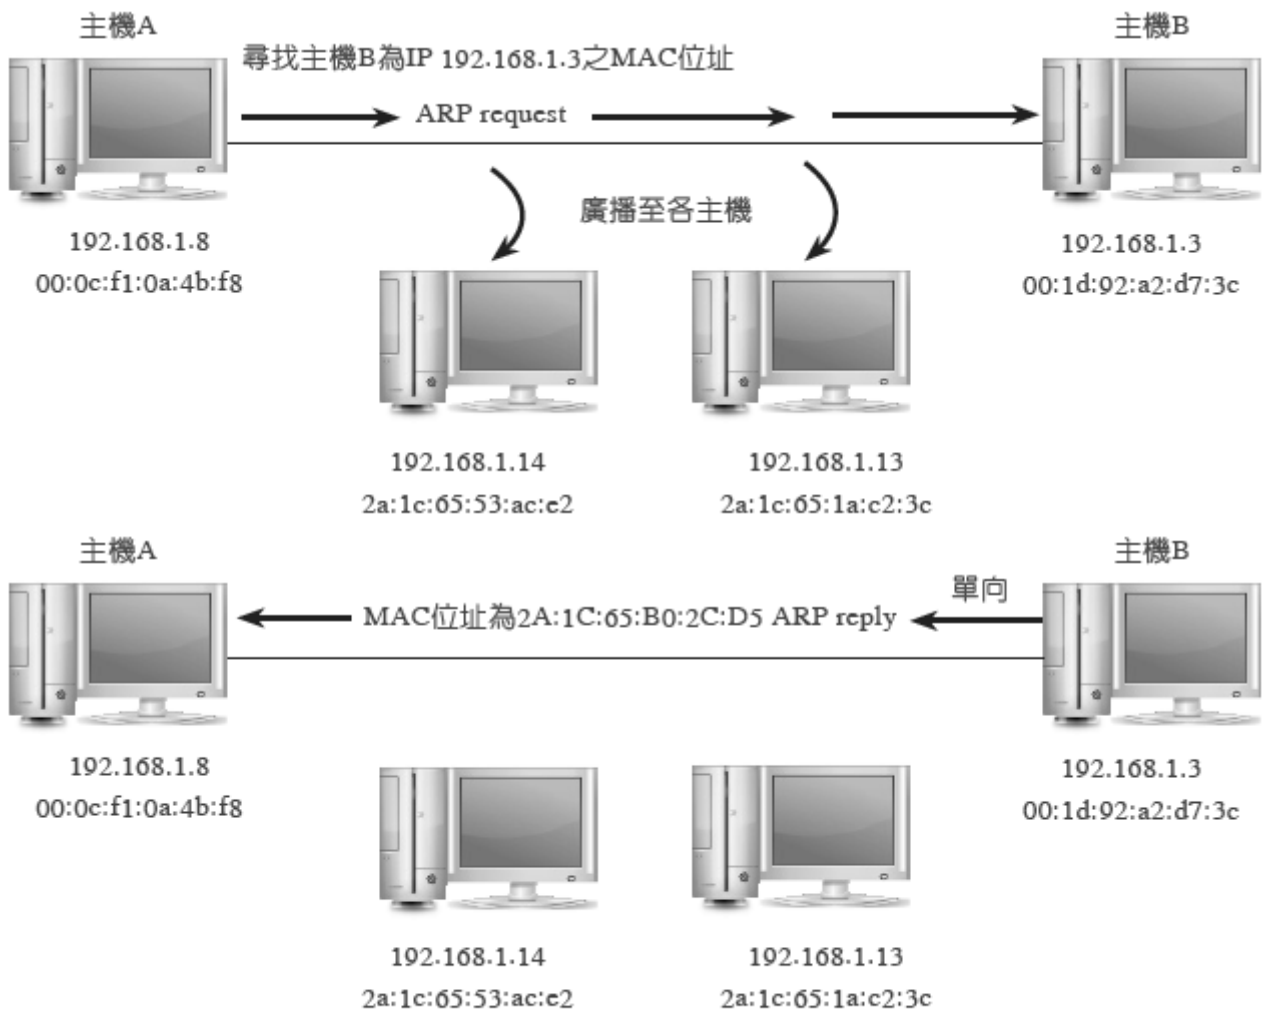 主機A
主機B
尋找主機B為IP 192.168.1.3之MAC位址
ARP request
廣播至各主機
192.168.1.8
00:0c:f1:0a:4b:f8
192.168.1.3
00:1d:92:a2:d7:3c
192.168.1.14
2a:1c:65:53:ac:e2
192.168.1.13
2a:1c:65:1a:c2:3c
主機A
主機B
單向
MAC位址為2A:1C:65:B0:2C:D5 ARP reply
192.168.1.8
00:0c:f1:0a:4b:f8
192.168.1.3
00:1d:92:a2:d7:3c
192.168.1.14
2a:1c:65:53:ac:e2
192.168.1.13
2a:1c:65:1a:c2:3c